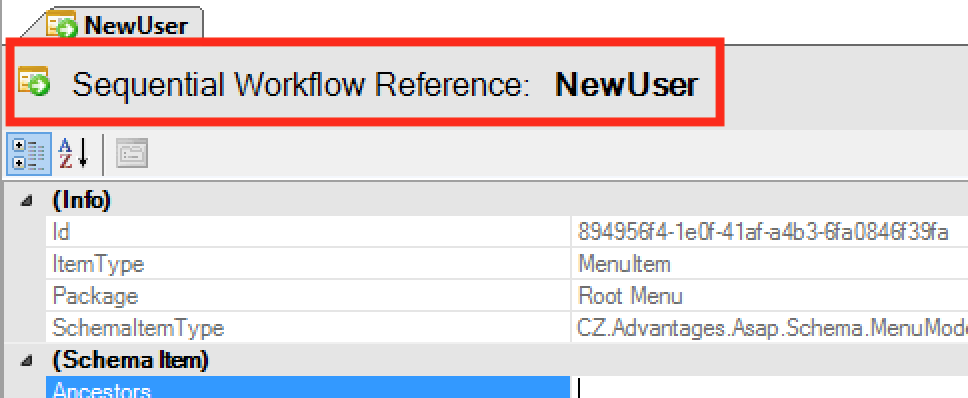 NewUser
Sequential Workflow Reference: NewUser
(Info)
Id 894956f4-1e0f-41af-a4b3-6fa0846f39fa
ItemType MenuItem
Package Root Menu
SchemaItemType CZ.Advantages.Asap.Schema.MenuMode
(Schema Item)
Ancestors